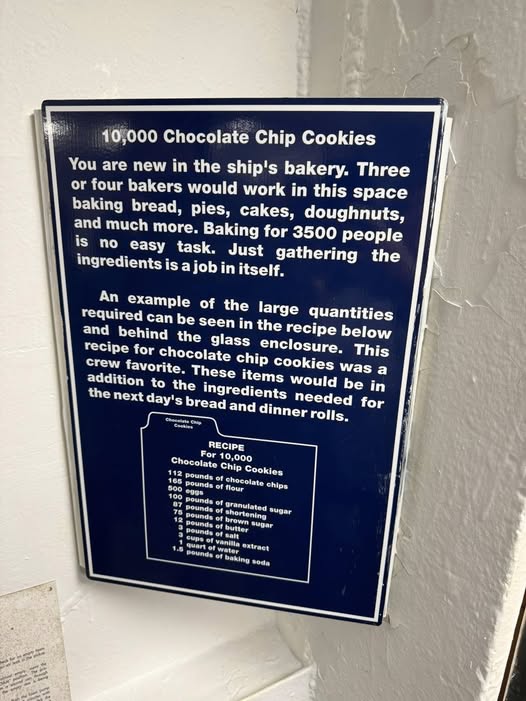 10,000 Chocolate Chip Cookies
You are new in the ship's bakery. Three
or four bakers would work in this space
baking bread, pies, cakes, doughnuts,
and much more. Baking for 3500 people
is no easy task. Just gathering the
ingredients is a job in itself.
An example of the large quantities
required can be seen in the recipe below
and behind the glass enclosure. This
recipe for chocolate chip cookies was a
crew favorite. These items would be in
addition to the ingredients needed for
the next day's bread and dinner rolls.
Chocolate Chip
Cookies
RECIPE
For 10,000
Chocolate Chip Cookies
112 pounds of chocolate chips
165 pounds of flour
500 eggs
100 pounds of granulated sugar
87 pounds of shortening
75 pounds of brown sugar
12 pounds of butter
3 pounds of salt
3 cups of vanilla extract
1 quart of water
1.5 pounds of baking soda